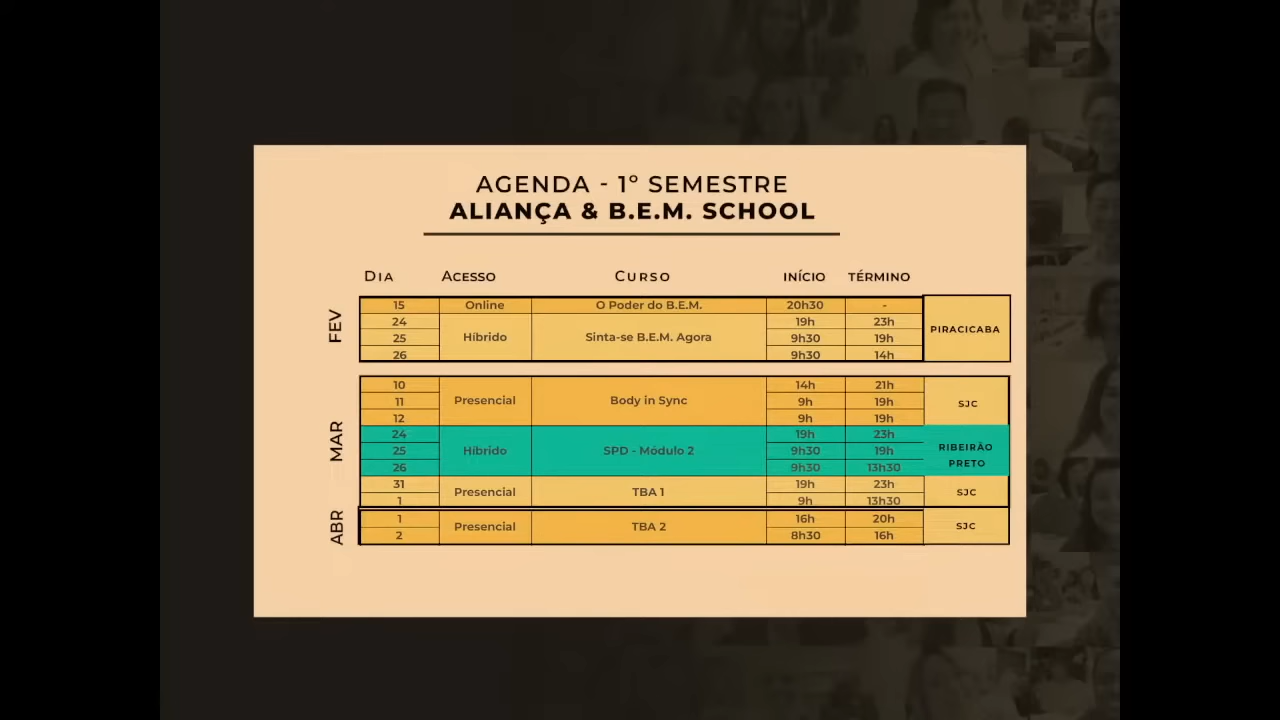 AGENDA - 1º SEMESTRE
ALIANÇA & B.E.M. SCHOOL
DIA ACESSO CURSO INÍCIO TÉRMINO
FEV
15 Online O Poder do B.E.M. 20h30 -
24 19h 23h
25 Híbrido Sinta-se B.E.M. Agora 9h30 19h
26 9h30 14h
PIRACICABA
MAR
10 14h 21h
11 Presencial Body in Sync 9h 19h
12 9h 19h
SJC
24 19h 23h
25 Híbrido SPD - Módulo 2 9h30 19h
26 9h30 13h30
RIBEIRÃO
PRETO
31 19h 23h
Presencial TBA 1 SJC
1 9h 13h30
ABR
1 16h 20h
Presencial TBA 2 SJC
2 8h30 16h